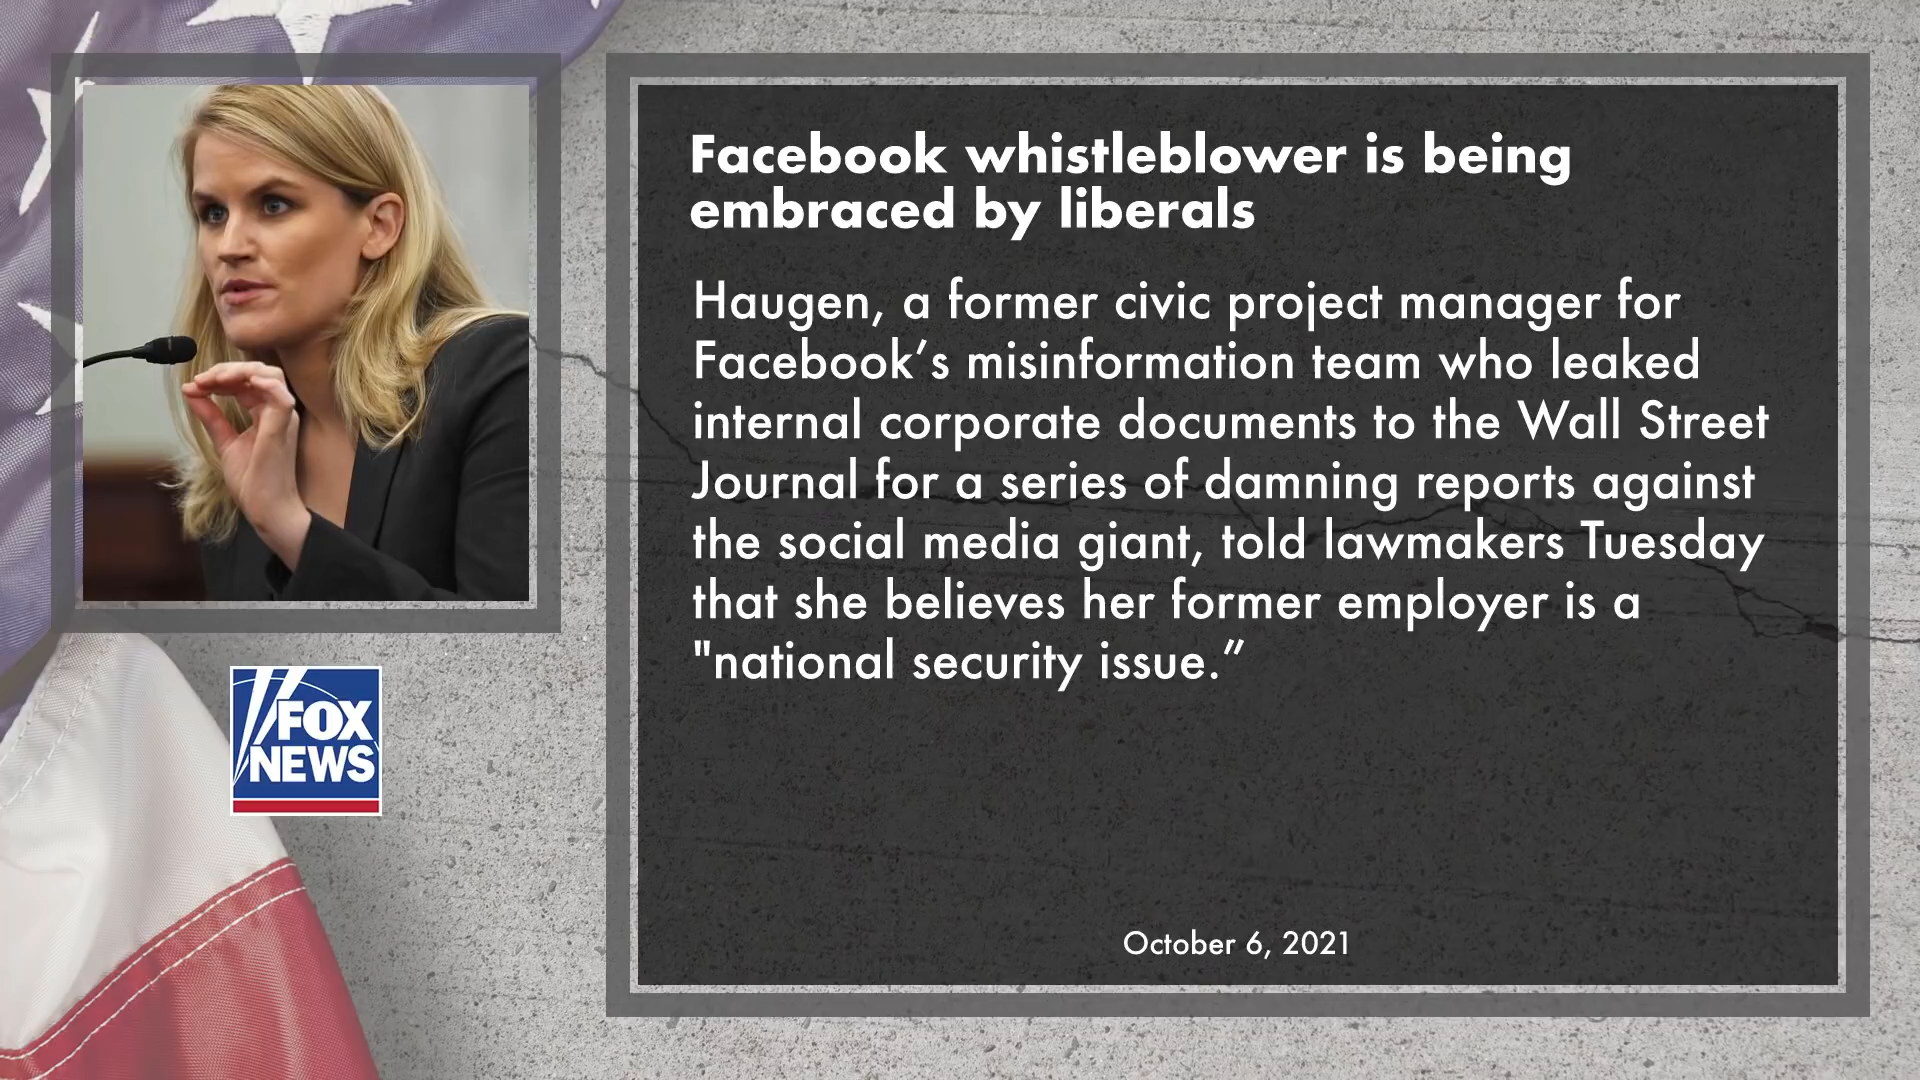 Facebook whistleblower is being
embraced by liberals
Haugen, a former civic project manager for
Facebook’s misinformation team who leaked
internal corporate documents to the Wall Street
Journal for a series of damning reports against
the social media giant, told lawmakers Tuesday
that she believes her former employer is a
"national security issue.”
FOX
NEWS
October 6, 2021